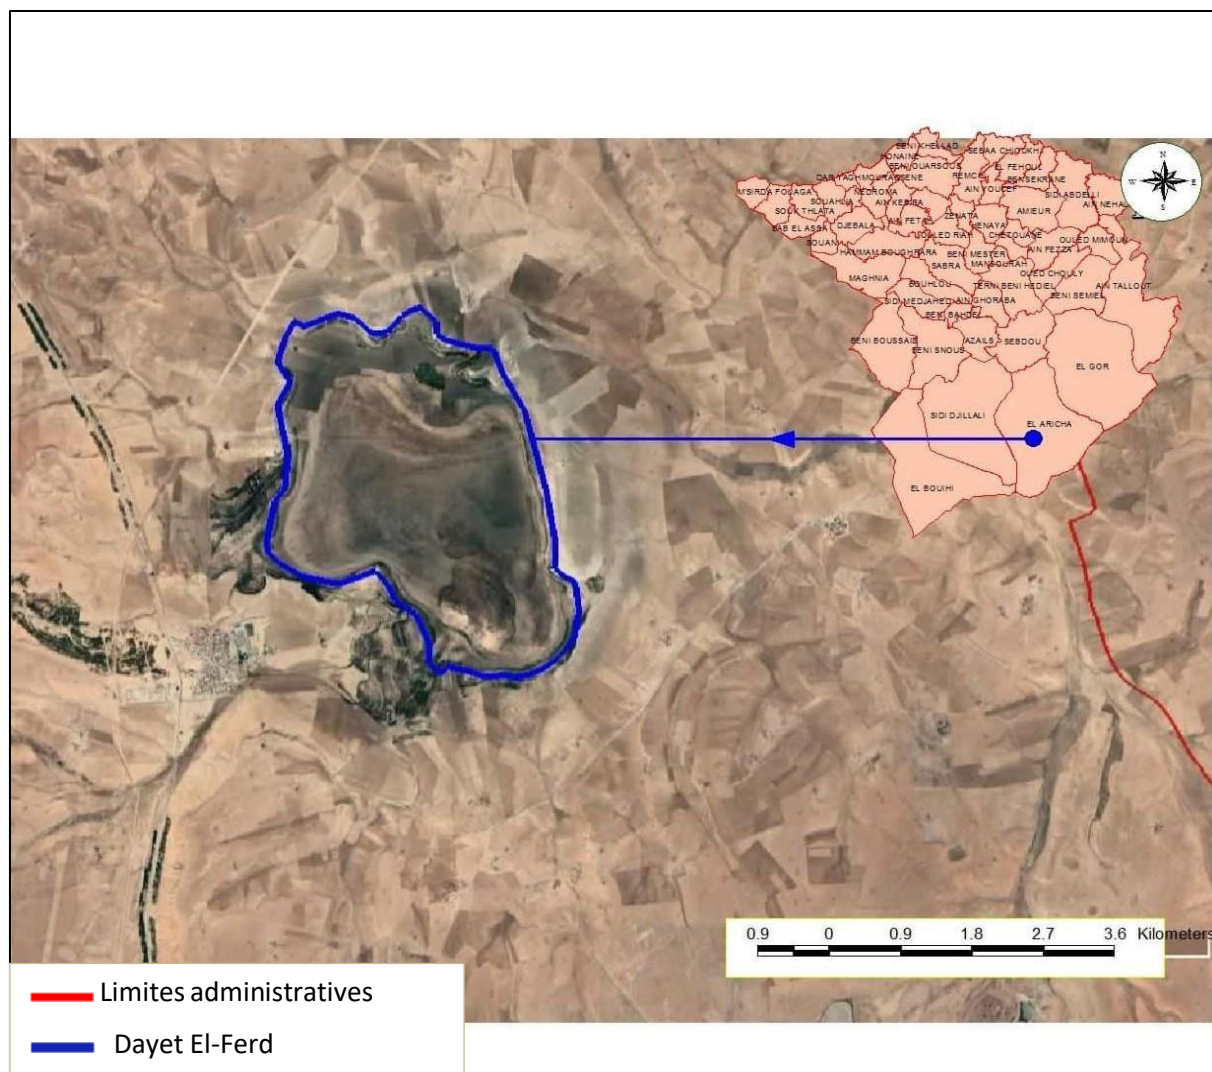 BENI KHELLAD
SEBAA CHIOUKH
HONAINE
BENI OUARSOUS
EL FEHOUL
DAR YAGHMOURACENE
REMCHI
BENSEKRANE
M'SIRDA FOUAGA
NEDROMA
AIN YOUCEF
SIDI ABDELLI
SOUAHLIA
AIN KEBIRA
AIN NEHALA
SOUK THLATA
ZENATA
AMIEUR
BAB EL ASSA
DJEBALA
AIN FETAH
HENAYA
SOUANI
OULED RIAH
CHETOUANE
OULED MIMOUN
HAMMAM BOUGHRARA
BENI MESTER
AIN FEZZA
SABRA
MANSOURAH
MAGHNIA
BOUHLOU
TERNI BENI HEDIEL
OUED CHOULY
AIN TALLOUT
SIDI MEDJAHED
AIN GHORABA
BENI SEMIEL
BENI BAHDEL
BENI BOUSSAID
BENI SNOUS
AZAILS
SEBDOU
EL GOR
SIDI DJILLALI
EL ARICHA
EL BOUIHI
N
W E
S
0.9 0 0.9 1.8 2.7 3.6 Kilometers
Limites administratives
Dayet El-Ferd